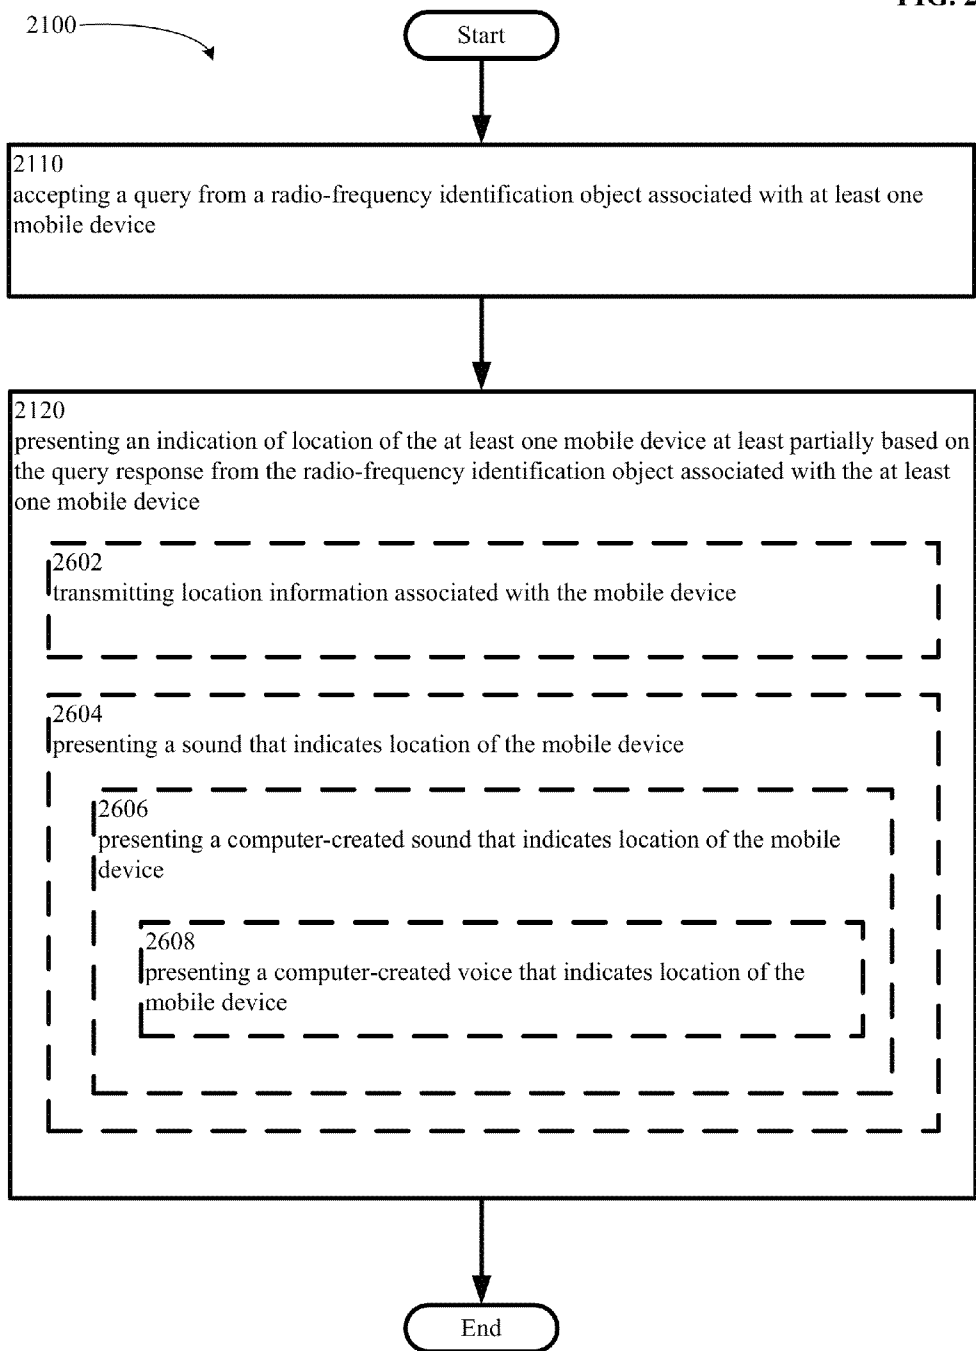 FIG. 2
2100
Start
2110
accepting a query from a radio-frequency identification object associated with at least one
mobile device
2120
presenting an indication of location of the at least one mobile device at least partially based on
the query response from the radio-frequency identification object associated with the at least
one mobile device
2602
transmitting location information associated with the mobile device
2604
presenting a sound that indicates location of the mobile device
2606
presenting a computer-created sound that indicates location of the mobile
device
2608
presenting a computer-created voice that indicates location of the
mobile device
End